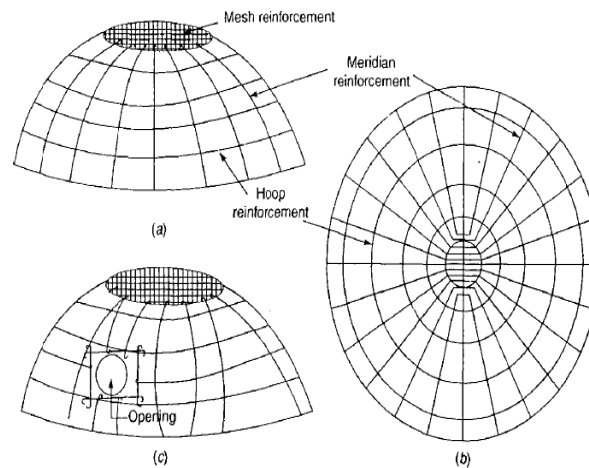 Mesh reinforcement
Meridian
reinforcement
Hoop
reinforcement
(a)
Opening
(c)
(b)